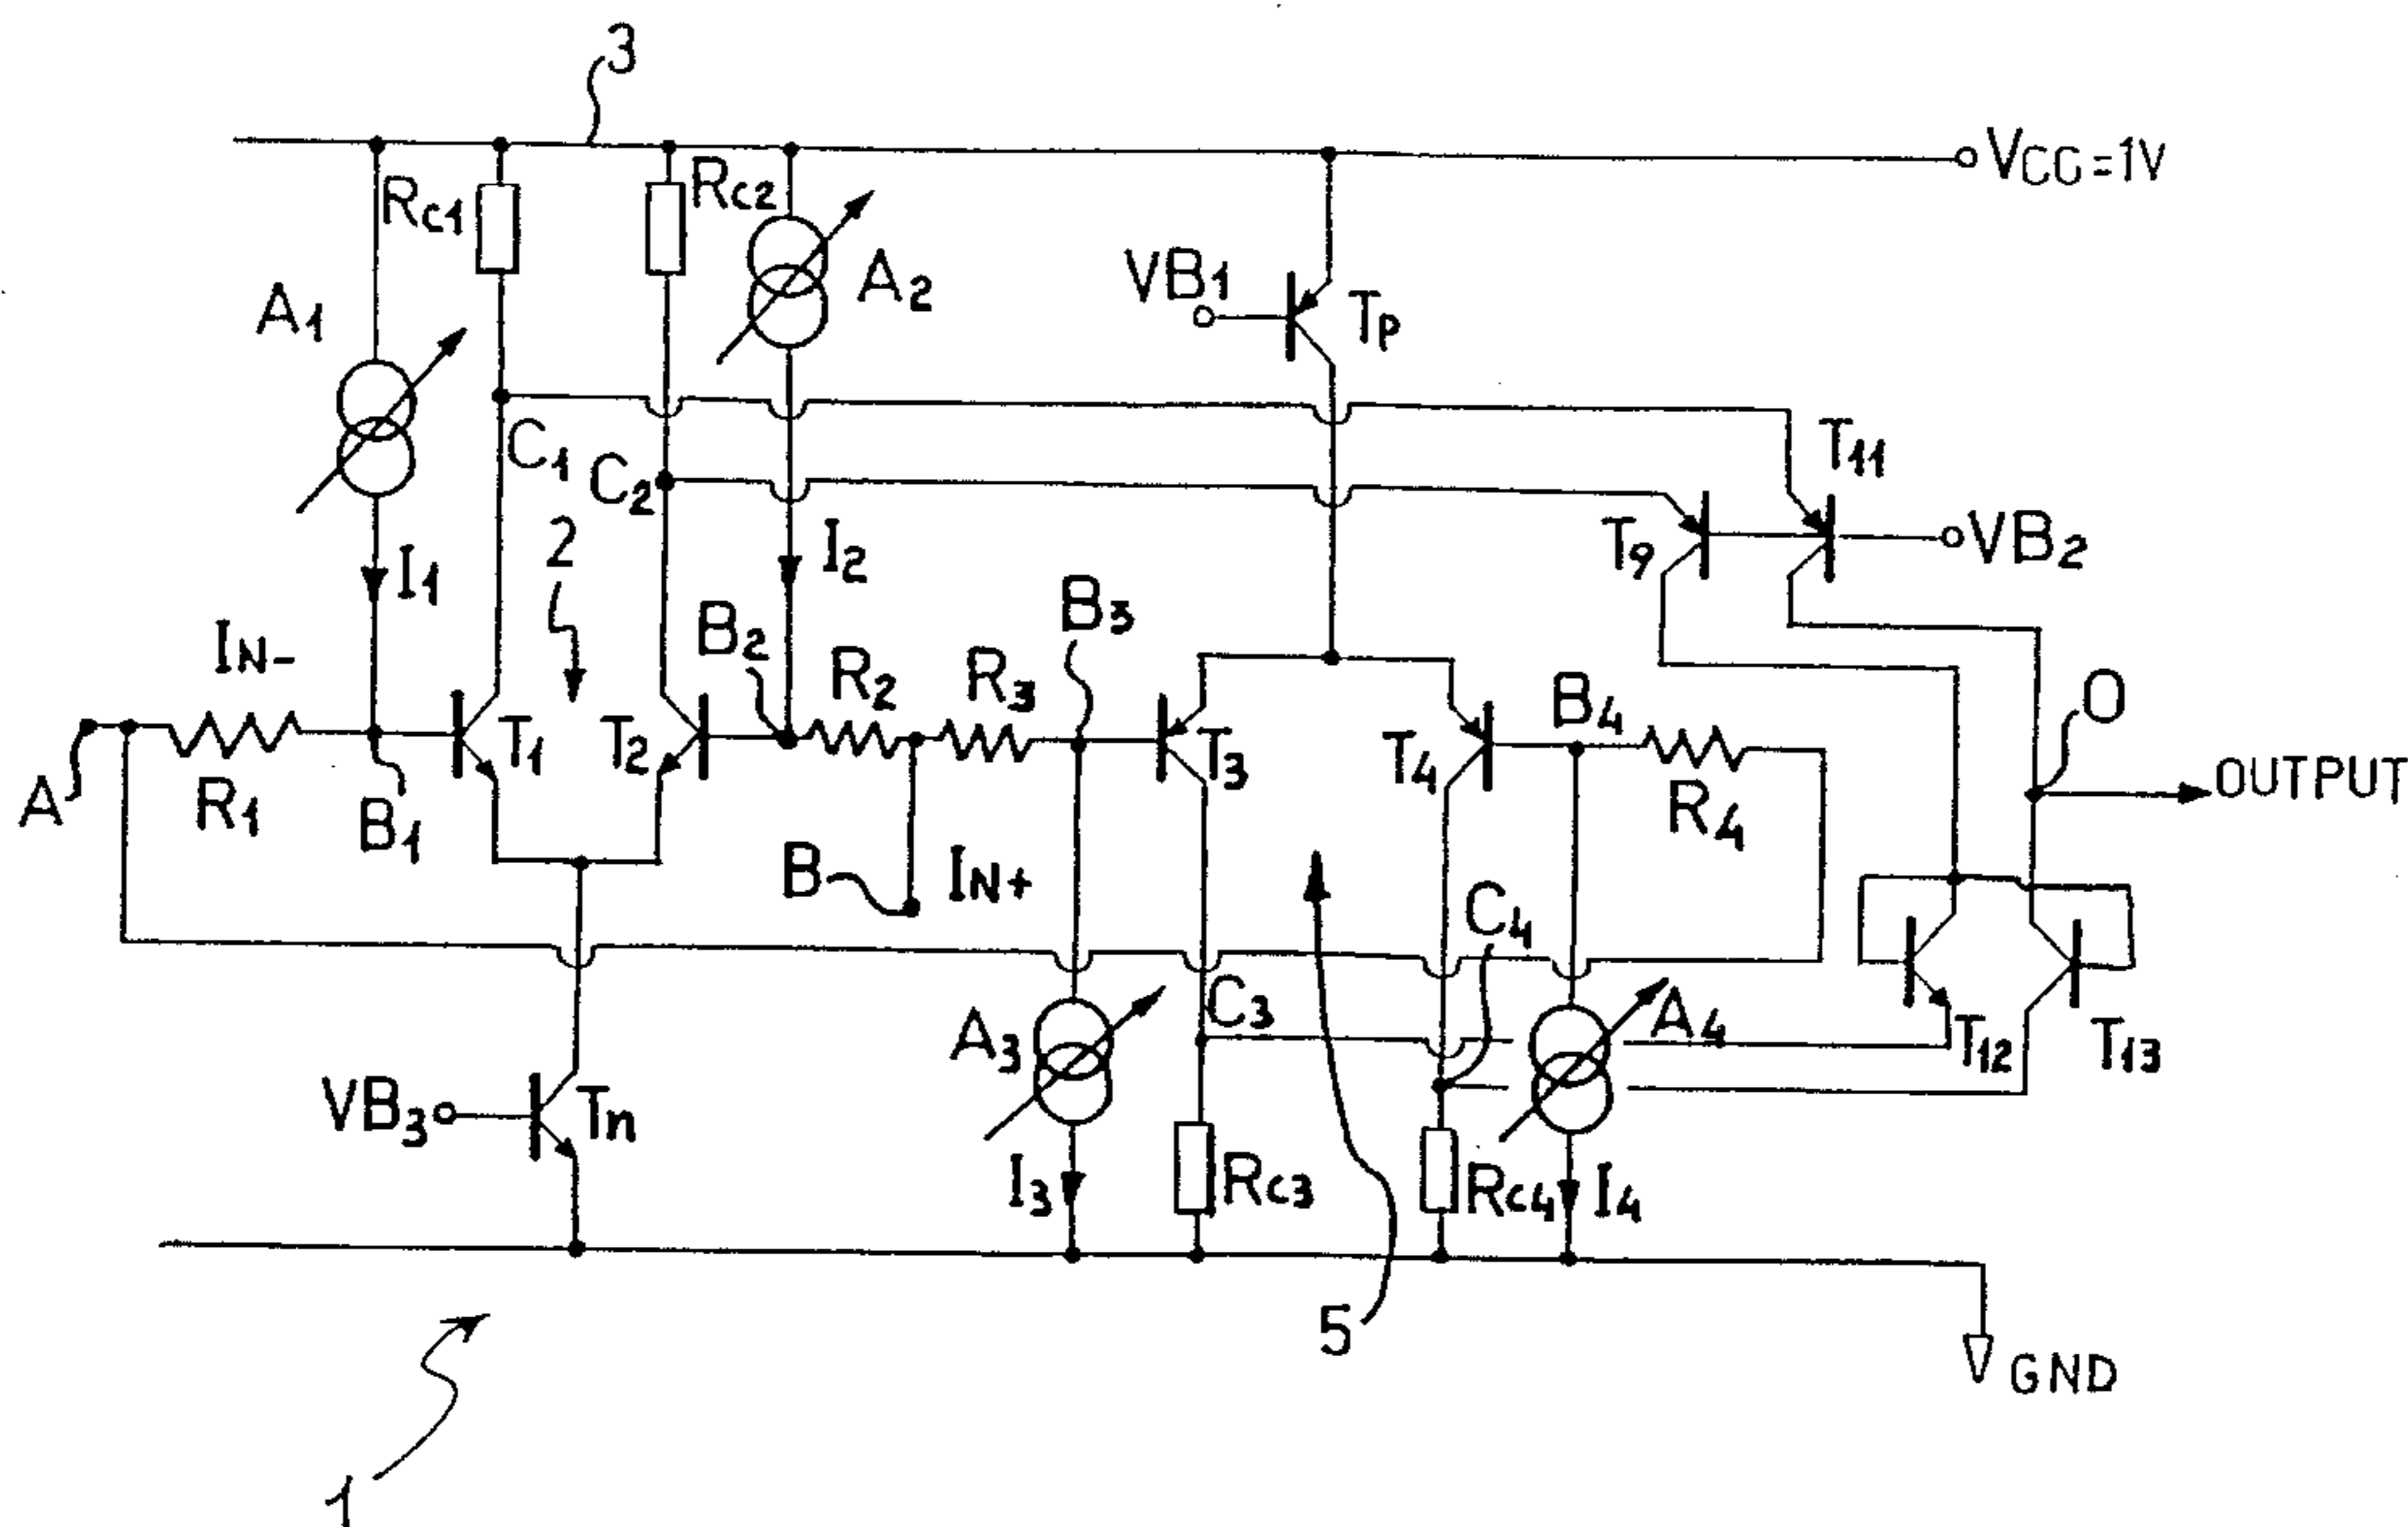 3
VCC=1V
RC1
RC2
A1
A2
VB1
Tp
C1
C2
T11
T9
VB2
2
I1
I2
IN-
B2
B3
R2
R3
B4
O
A
R1
B1
T1
T2
T3
T4
R4
OUTPUT
B
IN+
C4
C3
A3
A4
T12
T13
VB3
Tn
I3
RC3
RC4
I4
5
GND
1